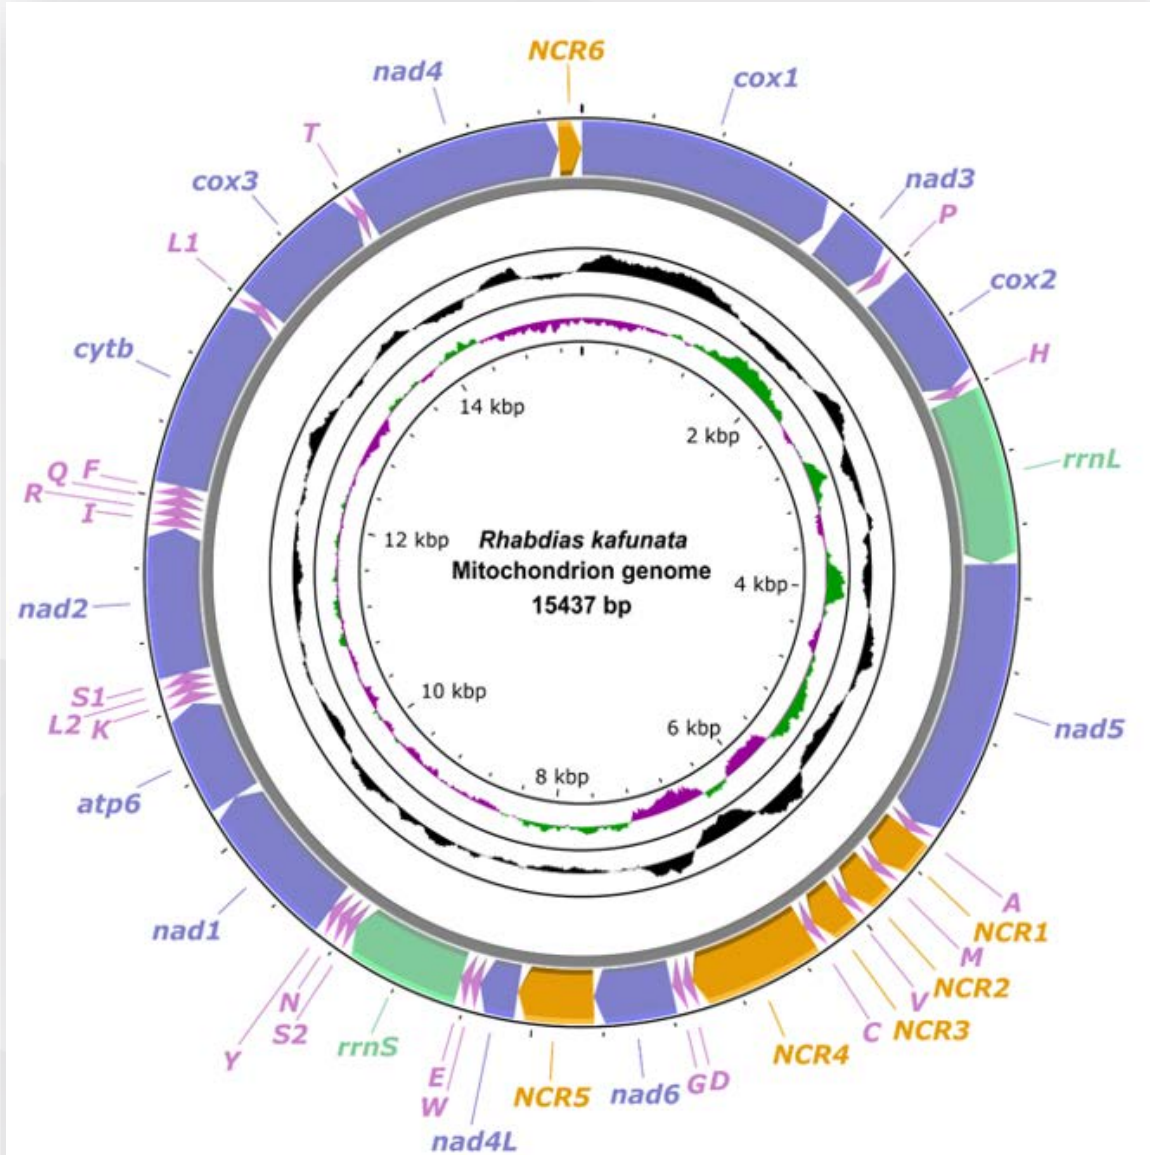 NCR6
cox1
nad3
P
cox2
H
rrnL
nad5
A
NCR1
M
NCR2
V
NCR3
C
NCR4
D
G
nad6
NCR5
nad4L
W
E
rrnS
S2
N
Y
nad1
atp6
K
L2
S1
nad2
I
R
Q
F
cytb
L1
cox3
T
nad4
2 kbp
4 kbp
6 kbp
8 kbp
10 kbp
12 kbp
14 kbp
Rhabdias kafunata
Mitochondrion genome
15437 bp